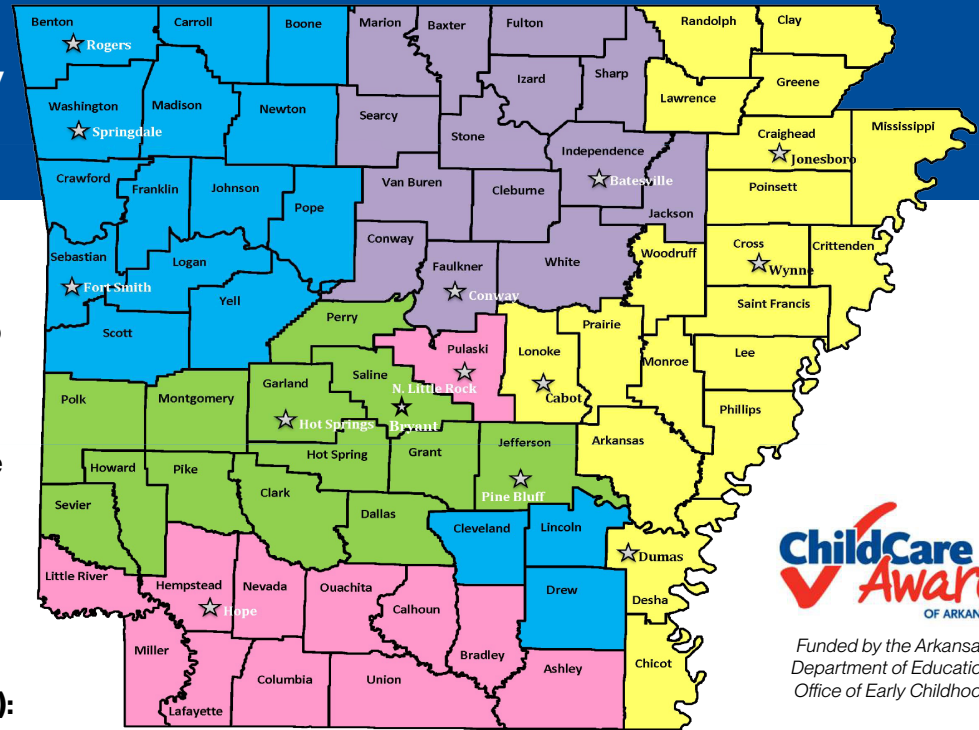 Benton
Carroll
Boone
Marion
Baxter
Fulton
Randolph
Clay
Rogers
Izard
Sharp
Lawrence
Greene
Washington
Madison
Newton
Searcy
Stone
Springdale
Independence
Craighead
Mississippi
Jonesboro
Crawford
Franklin
Johnson
Pope
Van Buren
Cleburne
Batesville
Jackson
Poinsett
Sebastian
Logan
Conway
Faulkner
White
Woodruff
Cross
Crittenden
Wynne
Fort Smith
Yell
Conway
Saint Francis
Scott
Perry
Pulaski
Lonoke
Prairie
Monroe
Lee
Polk
Montgomery
Garland
Saline
N. Little Rock
Cabot
Phillips
Hot Springs
Bryant
Jefferson
Arkansas
Howard
Pike
Hot Spring
Grant
Sevier
Clark
Dallas
Pine Bluff
Cleveland
Lincoln
Dumas
Little River
Hempstead
Nevada
Ouachita
Calhoun
Drew
Desha
Hope
Miller
Columbia
Union
Bradley
Ashley
Chicot
Lafayette
):
ChildCare
Awar
OF ARKAN
Funded by the Arkansa
Department of Educatio
Office of Early Childhoo